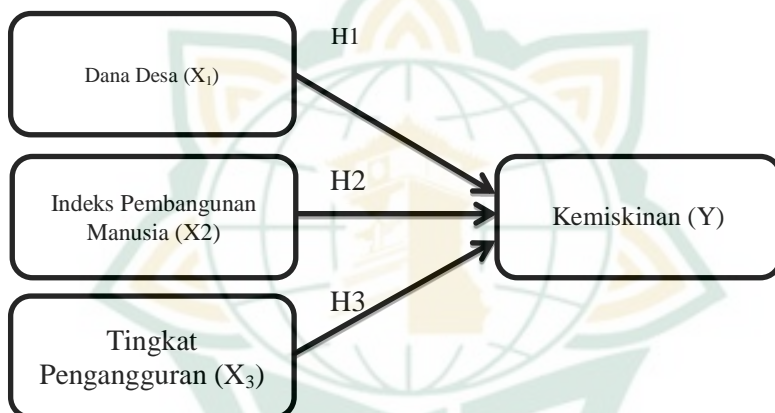 H1
Dana Desa (X₁)
H2
Indeks Pembangunan
Manusia (X2)
Kemiskinan (Y)
H3
Tingkat
Pengangguran (X₃)